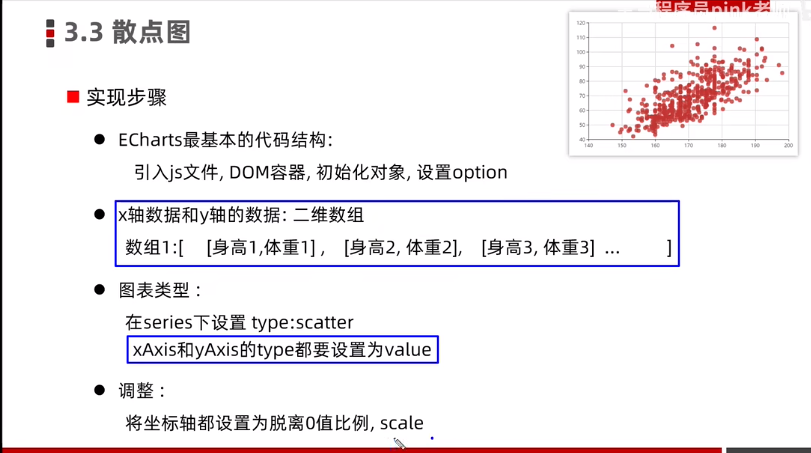 程序员pink老师
3.3 散点图
实现步骤
ECharts最基本的代码结构:
引入js文件, DOM容器, 初始化对象, 设置option
x轴数据和y轴的数据: 二维数组
数组1:[ [身高1,体重1] , [身高2, 体重2], [身高3, 体重3] ... ]
图表类型 :
在series下设置 type:scatter
xAxis和yAxis的type都要设置为value
调整 :
将坐标轴都设置为脱离0值比例, scale
120
110
100
90
80
70
60
50
40
140 150 160 170 180 190 200